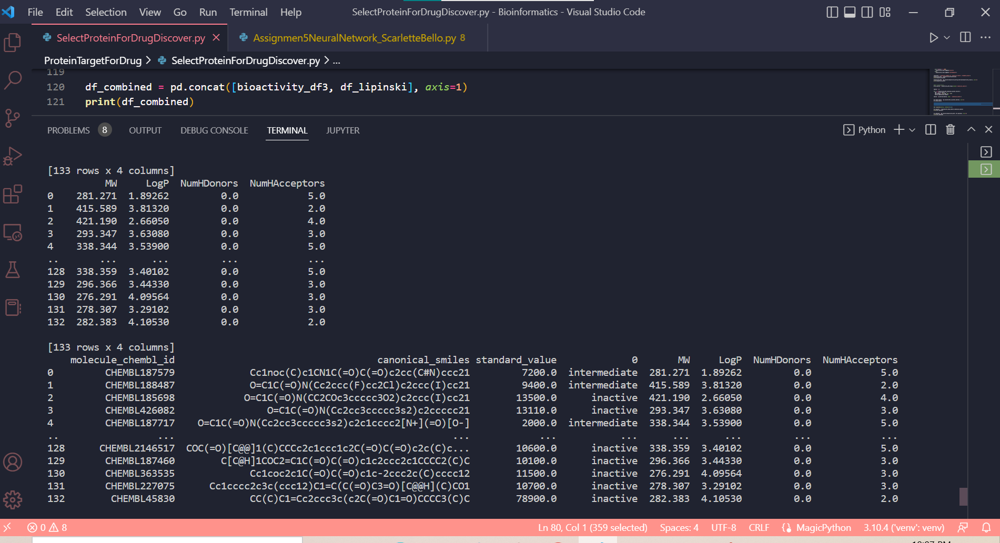 File Edit Selection View Go Run Terminal Help SelectProteinForDrugDiscover.py - Bioinformatics - Visual Studio Code
SelectProteinForDrugDiscover.py Assignmen5NeuralNetwork_ScarletteBello.py 8
ProteinTargetForDrug > SelectProteinForDrugDiscover.py > ...
119
120 df_combined = pd.concat([bioactivity_df3, df_lipinski], axis=1)
121 print(df_combined)
PROBLEMS 8 OUTPUT DEBUG CONSOLE TERMINAL JUPYTER Python
[133 rows x 4 columns]
MW LogP NumHDonors NumHAcceptors
0 281.271 1.89262 0.0 5.0
1 415.589 3.81320 0.0 2.0
2 421.190 2.66050 0.0 4.0
3 293.347 3.63080 0.0 3.0
4 338.344 3.53900 0.0 5.0
.. ... ... ... ...
128 338.359 3.40102 0.0 5.0
129 296.366 3.44330 0.0 3.0
130 276.291 4.09564 0.0 3.0
131 278.307 3.29102 0.0 3.0
132 282.383 4.10530 0.0 2.0
[133 rows x 4 columns]
molecule_chembl_id canonical_smiles standard_value 0 MW LogP NumHDonors NumHAcceptors
0 CHEMBL187579 Cc1noc(C)c1CN1C(=O)C(=O)c2cc(C#N)ccc21 7200.0 intermediate 281.271 1.89262 0.0 5.0
1 CHEMBL188487 O=C1C(=O)N(Cc2ccc(F)cc2Cl)c2ccc(I)cc21 9400.0 intermediate 415.589 3.81320 0.0 2.0
2 CHEMBL185698 O=C1C(=O)N(CC2COc3ccccc3O2)c2ccc(I)cc21 13500.0 inactive 421.190 2.66050 0.0 4.0
3 CHEMBL426082 O=C1C(=O)N(Cc2cc3ccccc3s2)c2ccccc21 13110.0 inactive 293.347 3.63080 0.0 3.0
4 CHEMBL187717 O=C1C(=O)N(Cc2cc3ccccc3s2)c2c1cccc2[N+](=O)[O-] 2000.0 intermediate 338.344 3.53900 0.0 5.0
.. ... ... ... ... ... ... ... ...
128 CHEMBL2146517 COC(=O)[C@@]1(C)CCCc2c1ccc1c2C(=O)C(=O)c2c(C)c... 10600.0 inactive 338.359 3.40102 0.0 5.0
129 CHEMBL187460 C[C@H]1COC2=C1C(=O)C(=O)c1c2ccc2c1CCCC2(C)C 10100.0 inactive 296.366 3.44330 0.0 3.0
130 CHEMBL363535 Cc1coc2c1C(=O)C(=O)c1c-2ccc2c(C)cccc12 11500.0 inactive 276.291 4.09564 0.0 3.0
131 CHEMBL227075 Cc1cccc2c3c(ccc12)C1=C(C(=O)C3=O)[C@@H](C)CO1 10700.0 inactive 278.307 3.29102 0.0 3.0
132 CHEMBL45830 CC(C)C1=Cc2ccc3c(c2C(=O)C1=O)CCCC3(C)C 78900.0 inactive 282.383 4.10530 0.0 2.0
0 8 Ln 80, Col 1 (359 selected) Spaces: 4 UTF-8 CRLF MagicPython 3.10.4 ('venv': venv)